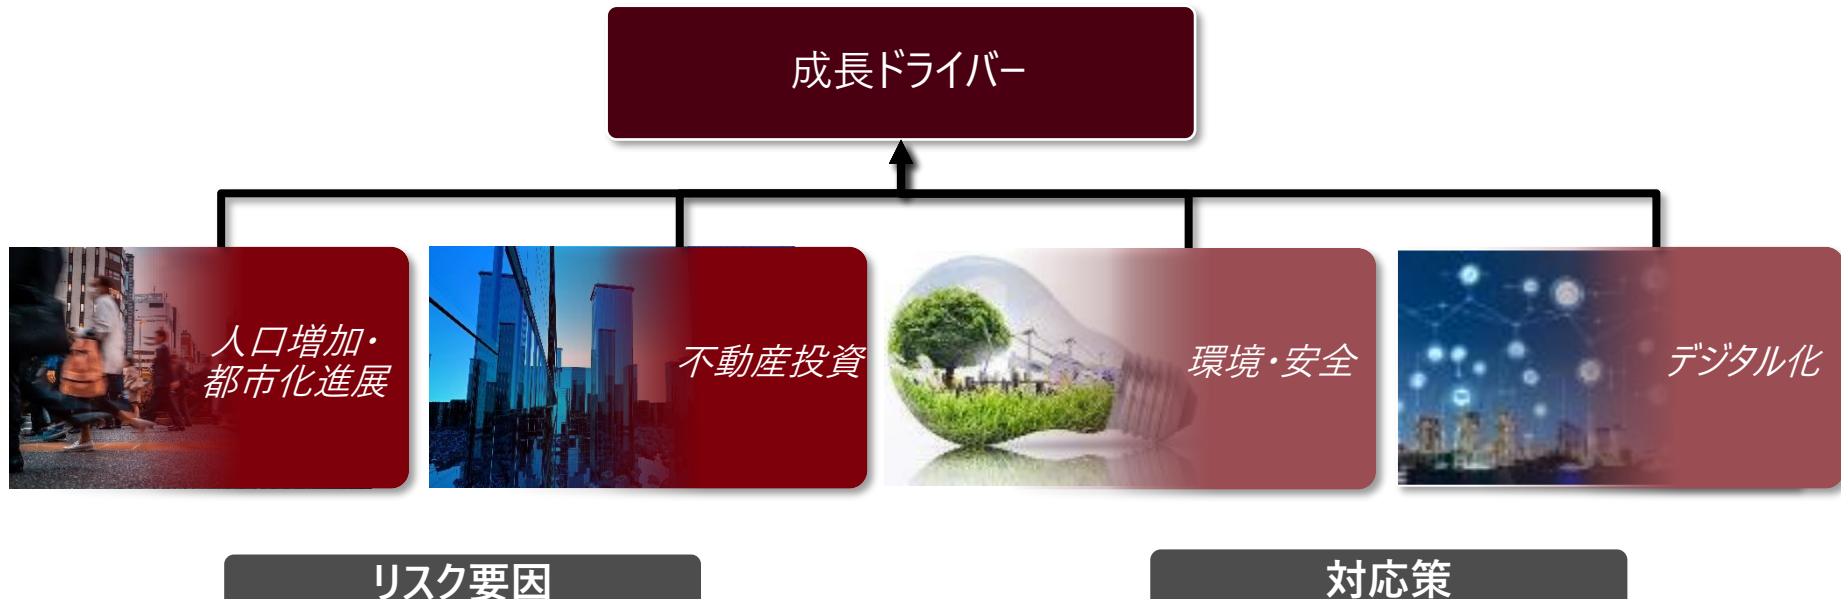 成長ドライバー
人口増加・
都市化進展
不動産投資
環境・安全
デジタル化
リスク要因
対応策